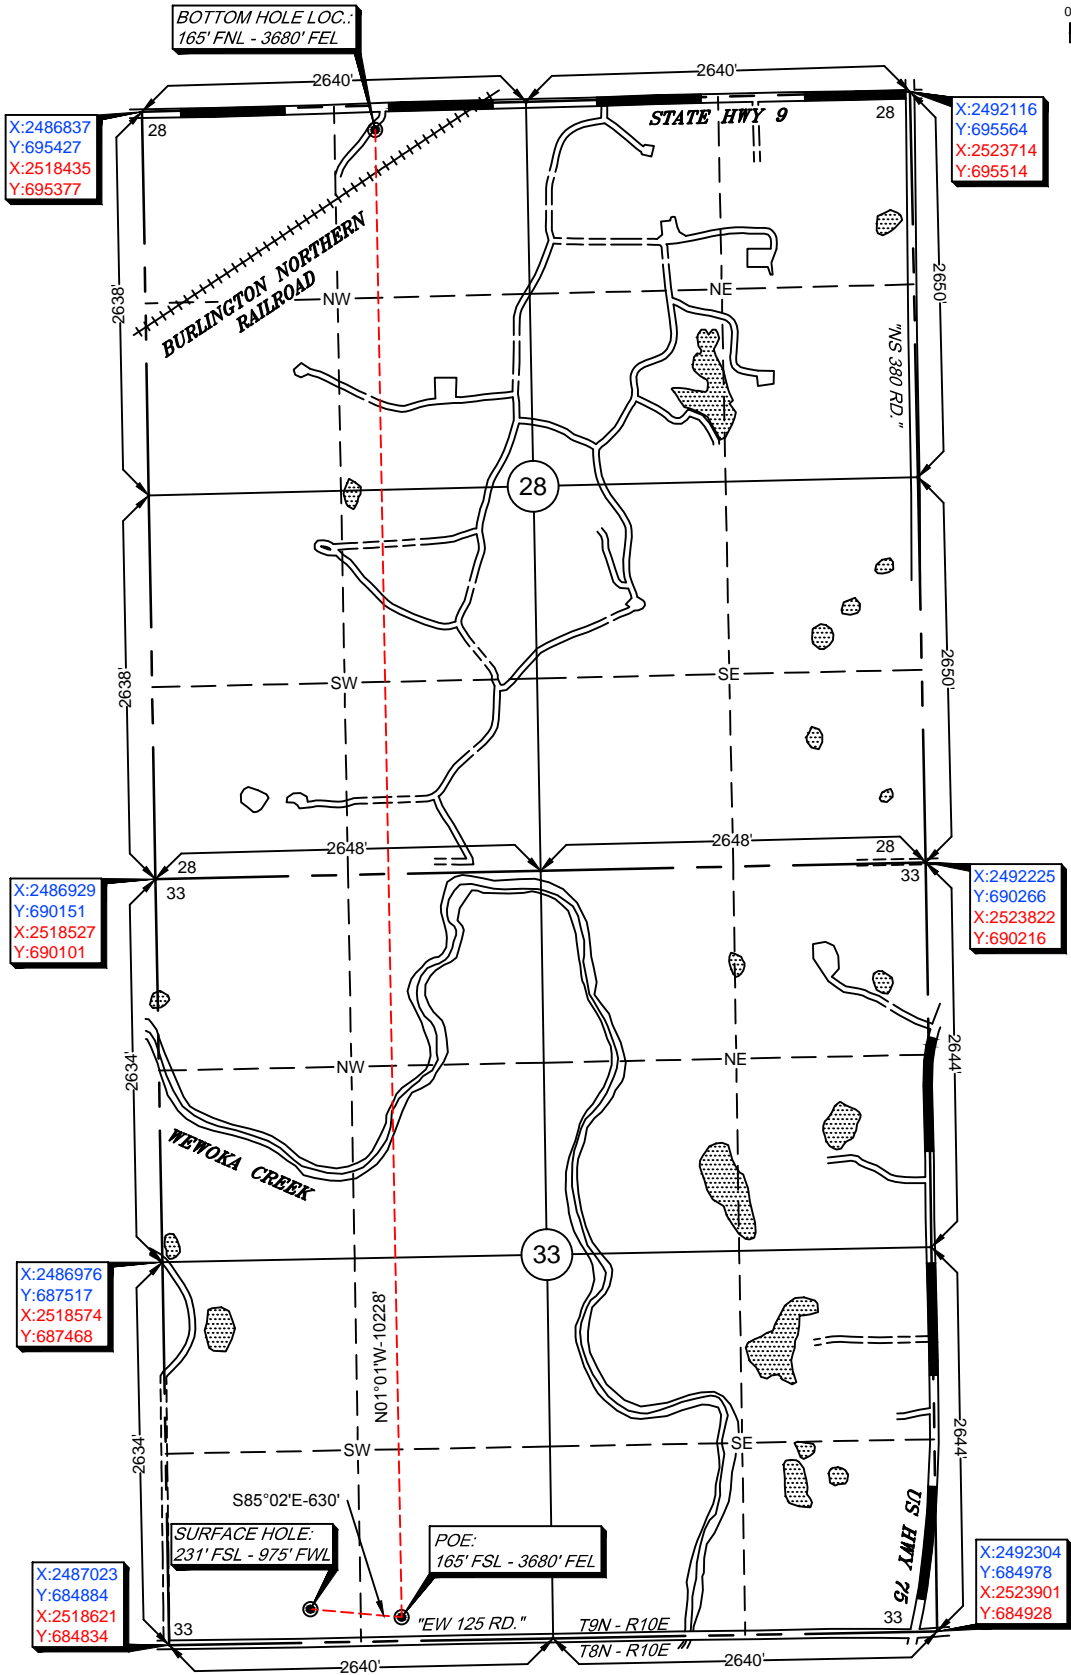 BOTTOM HOLE LOC.:
165' FNL - 3680' FEL
0
2640'
2640'
X:2486837
Y:695427
X:2518435
Y:695377
28
STATE HWY 9
28
X:2492116
Y:695564
X:2523714
Y:695514
BURLINGTON NORTHERN
RAILROAD
2638'
NW
NE
2650'
"NS 380 RD."
28
2638'
SW
SE
2650'
2648'
2648'
28
28
33
33
X:2486929
Y:690151
X:2518527
Y:690101
X:2492225
Y:690266
X:2523822
Y:690216
2634'
NW
NE
2644'
WEWOKA CREEK
33
X:2486976
Y:687517
X:2518574
Y:687468
N01°01'W-10228'
2634'
SW
SE
2644'
S85°02'E-630'
SURFACE HOLE:
231' FSL - 975' FWL
POE:
165' FSL - 3680' FEL
US HWY 75
X:2487023
Y:684884
X:2518621
Y:684834
X:2492304
Y:684978
X:2523901
Y:684928
33
"EW 125 RD."
T9N - R10E
33
T8N - R10E
2640'
2640'